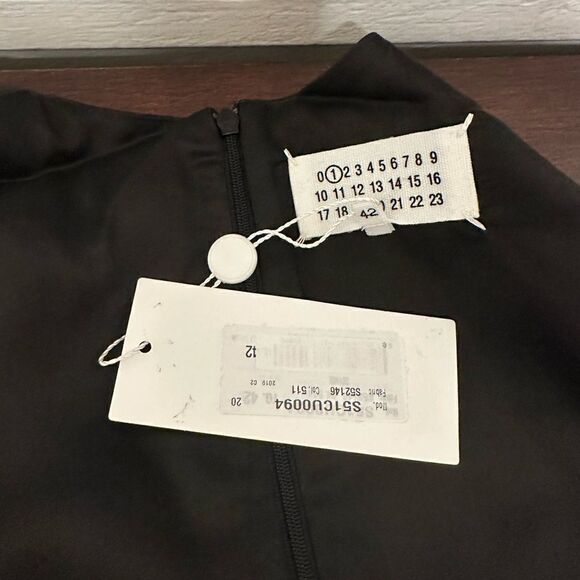 0 1 2 3 4 5 6 7 8 9
10 11 12 13 14 15 16
17 18 42 21 22 23
20
Mod. S51CU0094
Fabric S52146 Col. 511
2019 02
42